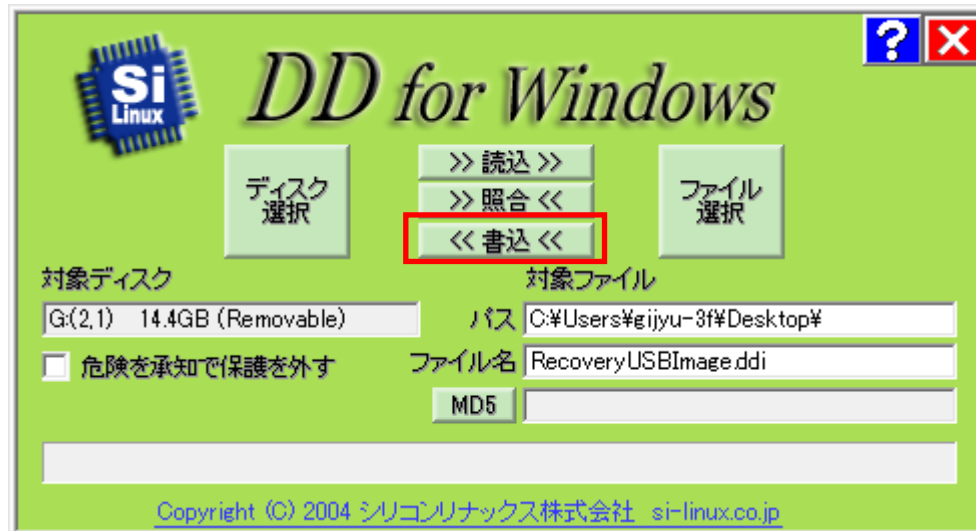 Si
Linux
DD for Windows
?
ディスク
選択
>> 読込 >>
>> 照合 <<
<< 書込 <<
ファイル
選択
対象ディスク
対象ファイル
G:(2,1) 14.4GB (Removable)
パス C:¥Users¥gijyu-3f¥Desktop¥
危険を承知で保護を外す
ファイル名 RecoveryUSBImage.ddi
MD5
Copyright (C) 2004 シリコンリナックス株式会社 si-linux.co.jp